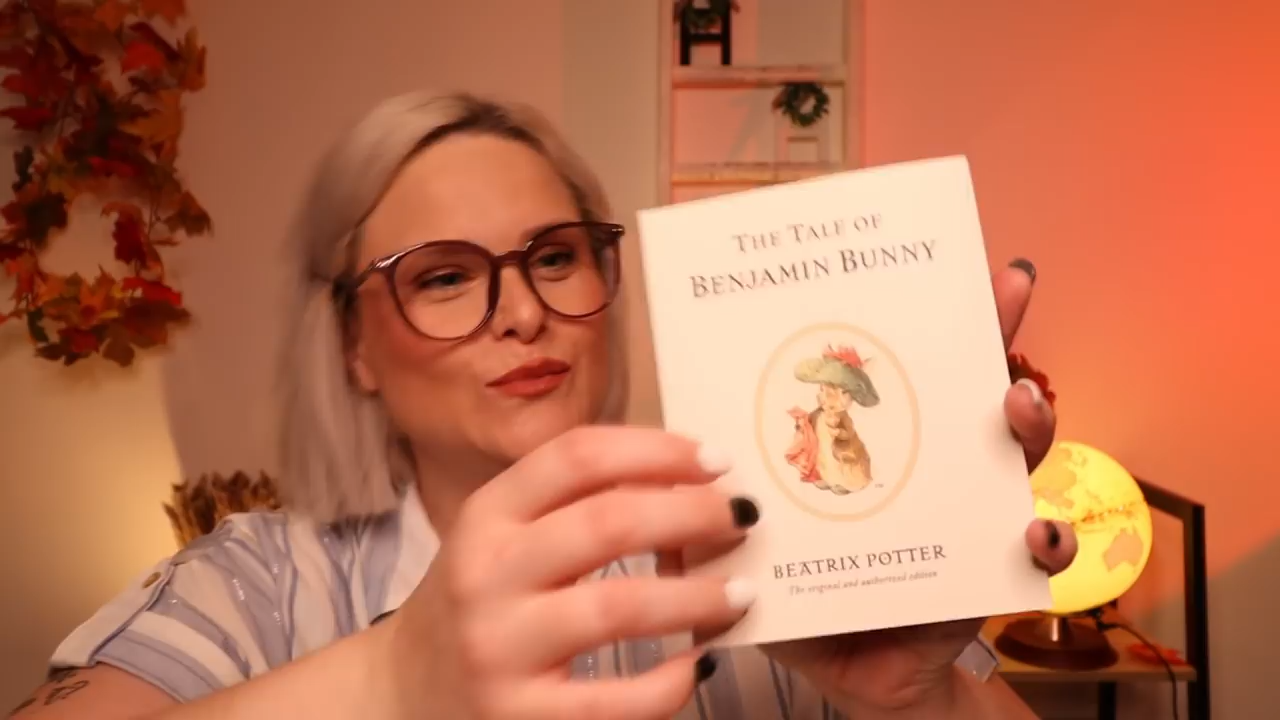 THE TALE OF
BENJAMIN BUNNY
BEATRIX POTTER
The original and authorized edition